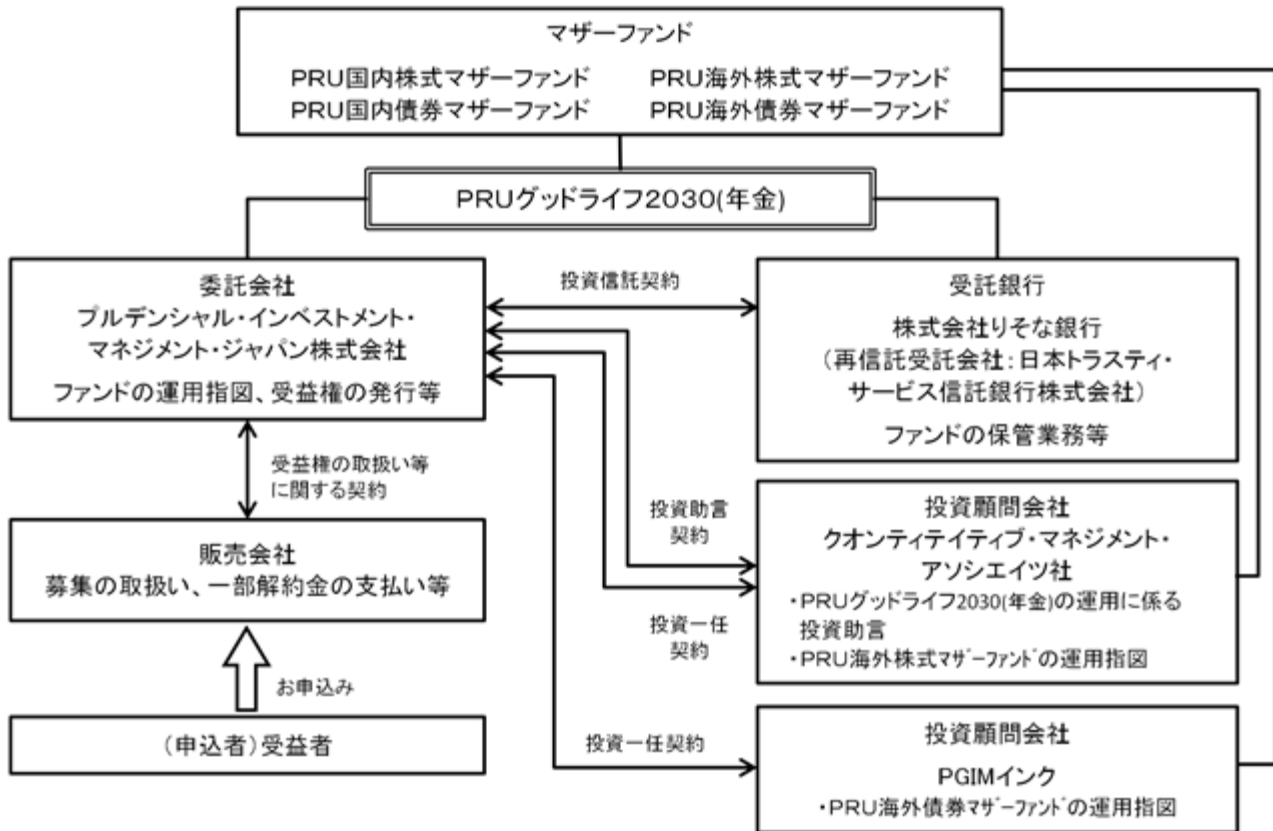 マザーファンド
PRU国内株式マザーファンド PRU海外株式マザーファンド
PRU国内債券マザーファンド PRU海外債券マザーファンド
PRUグッドライフ2030(年金)
委託会社
プルデンシャル・インベストメント・
マネジメント・ジャパン株式会社
ファンドの運用指図、受益権の発行等
投資信託契約
受託銀行
株式会社りそな銀行
(再信託受託会社:日本トラスティ・
サービス信託銀行株式会社)
ファンドの保管業務等
受益権の取扱い等
に関する契約
投資助言
契約
投資顧問会社
クオンティテイティブ・マネジメント・
アソシエイツ社
・PRUグッドライフ2030(年金)の運用に係る
投資助言
・PRU海外株式マザーファンドの運用指図
販売会社
募集の取扱い、一部解約金の支払い等
投資一任
契約
お申込み
(申込者)受益者
投資一任契約
投資顧問会社
PGIMインク
・PRU海外債券マザーファンドの運用指図